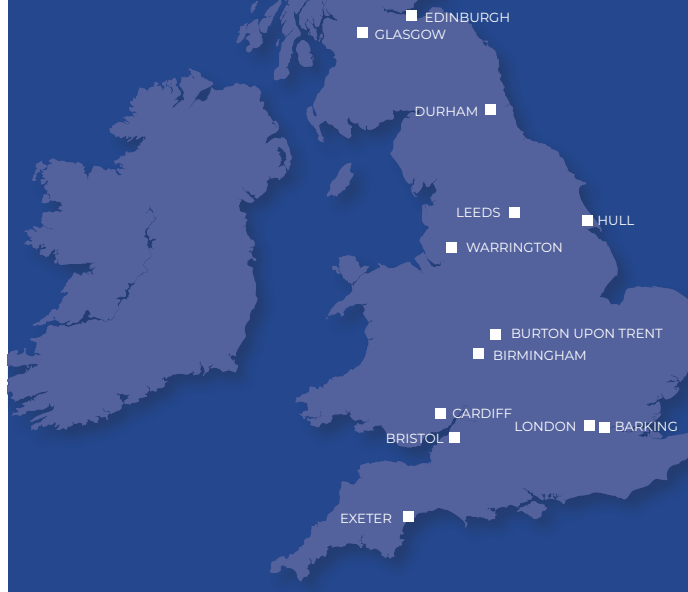 EDINBURGH
GLASGOW
DURHAM
LEEDS
HULL
WARRINGTON
BURTON UPON TRENT
BIRMINGHAM
CARDIFF
LONDON
BARKING
BRISTOL
EXETER